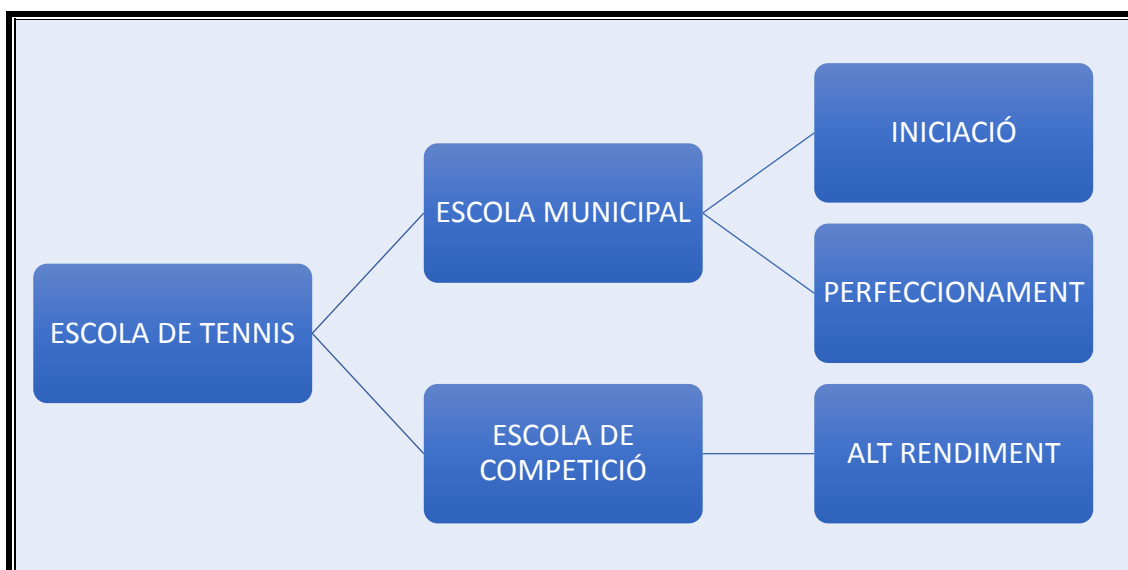 ESCOLA DE TENNIS
ESCOLA MUNICIPAL
INICIACIÓ
PERFECCIONAMENT
ESCOLA DE
COMPETICIÓ
ALT RENDIMENT